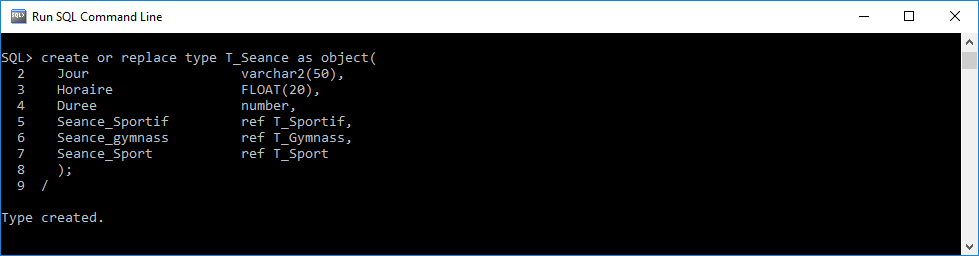 Run SQL Command Line
SQL> create or replace type T_Seance as object(
2 Jour varchar2(50),
3 Horaire FLOAT(20),
4 Duree number,
5 Seance_Sportif ref T_Sportif,
6 Seance_gymnass ref T_Gymnass,
7 Seance_Sport ref T_Sport
8 );
9 /
Type created.